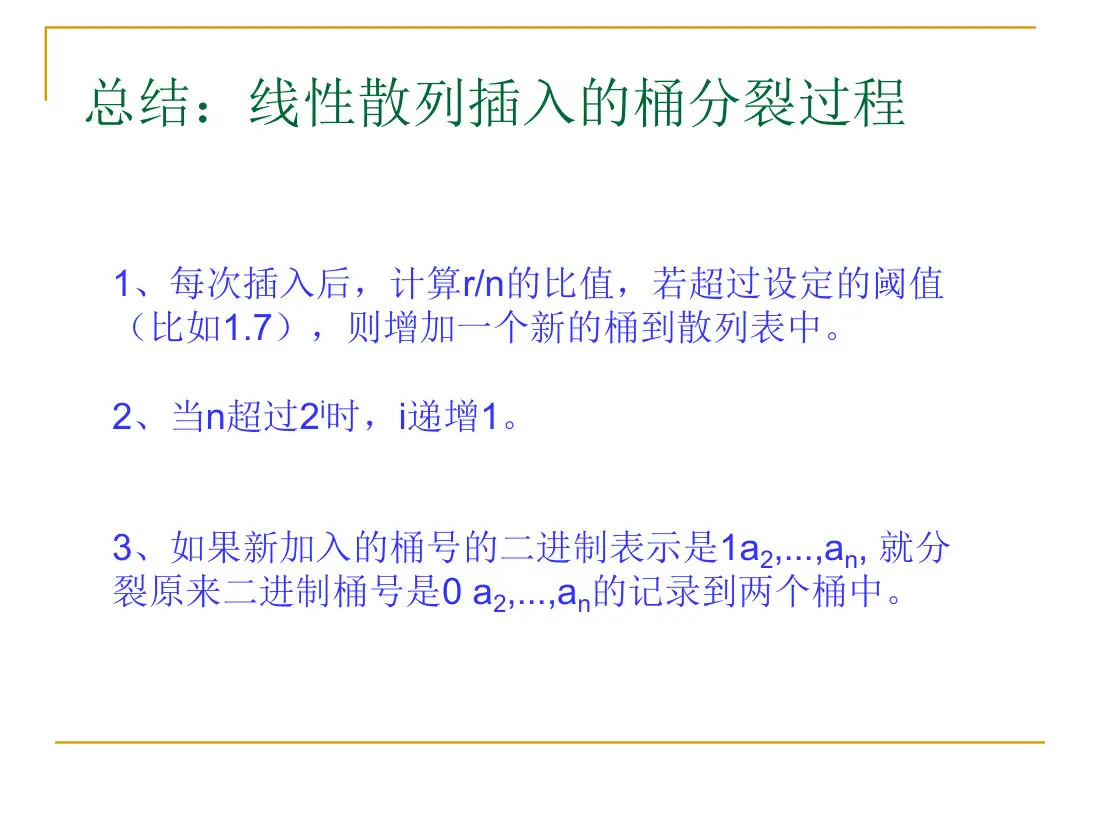 总结：线性散列插入的桶分裂过程
1、每次插入后，计算r/n的比值，若超过设定的阈值
（比如1.7），则增加一个新的桶到散列表中。
2、当n超过2ⁱ时，i递增1。
3、如果新加入的桶号的二进制表示是1a₂,...,aₙ, 就分
裂原来二进制桶号是0 a₂,...,aₙ的记录到两个桶中。